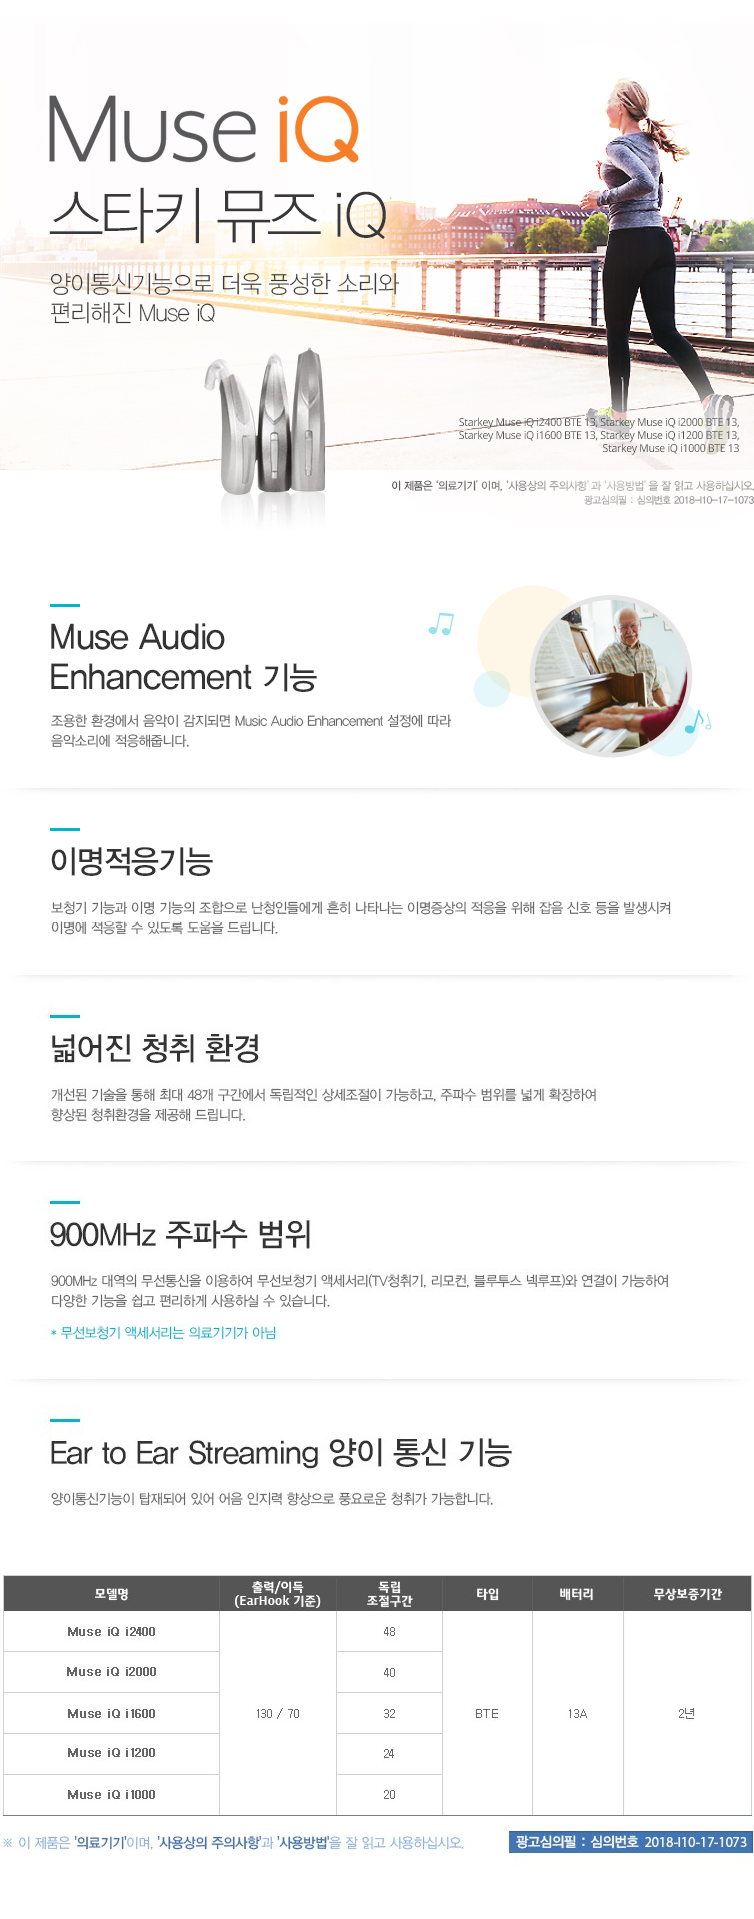 Muse iQ
스타키 뮤즈 iQ
양이통신기능으로 더욱 풍성한 소리와
편리해진 Muse iQ
Starkey Muse iQ i2400 BTE 13, Starkey Muse iQ i2000 BTE 13,
Starkey Muse iQ i1600 BTE 13, Starkey Muse iQ i1200 BTE 13,
Starkey Muse iQ i1000 BTE 13
이 제품은 '의료기기' 이며, '사용상의 주의사항' 과 '사용방법' 을 잘 읽고 사용하십시오.
광고심의필 : 심의번호 2018-I10-17-1073
Muse Audio
Enhancement 기능
조용한 환경에서 음악이 감지되면 Music Audio Enhancement 설정에 따라
음악소리에 적응해줍니다.
이명적응기능
보청기 기능과 이명 기능의 조합으로 난청인들에게 흔히 나타나는 이명증상의 적응을 위해 잡음 신호 등을 발생시켜
이명에 적응할 수 있도록 도움을 드립니다.
넓어진 청취 환경
개선된 기술을 통해 최대 48개 구간에서 독립적인 상세조절이 가능하고, 주파수 범위를 넓게 확장하여
향상된 청취환경을 제공해 드립니다.
900MHz 주파수 범위
900MHz 대역의 무선통신을 이용하여 무선보청기 액세서리(TV청취기, 리모컨, 블루투스 넥루프)와 연결이 가능하여
다양한 기능을 쉽고 편리하게 사용하실 수 있습니다.
* 무선보청기 액세서리는 의료기기가 아님
Ear to Ear Streaming 양이 통신 기능
양이통신기능이 탑재되어 있어 어음 인지력 향상으로 풍요로운 청취가 가능합니다.
모델명 출력/이득 (EarHook 기준) 독립 조절구간 타입 배터리 무상보증기간
Muse iQ i2400 48
Muse iQ i2000 40
Muse iQ i1600 130 / 70 32 BTE 13A 2년
Muse iQ i1200 24
Muse iQ i1000 20
※ 이 제품은 '의료기기'이며, '사용상의 주의사항'과 '사용방법'을 잘 읽고 사용하십시오.
광고심의필 : 심의번호 2018-I10-17-1073